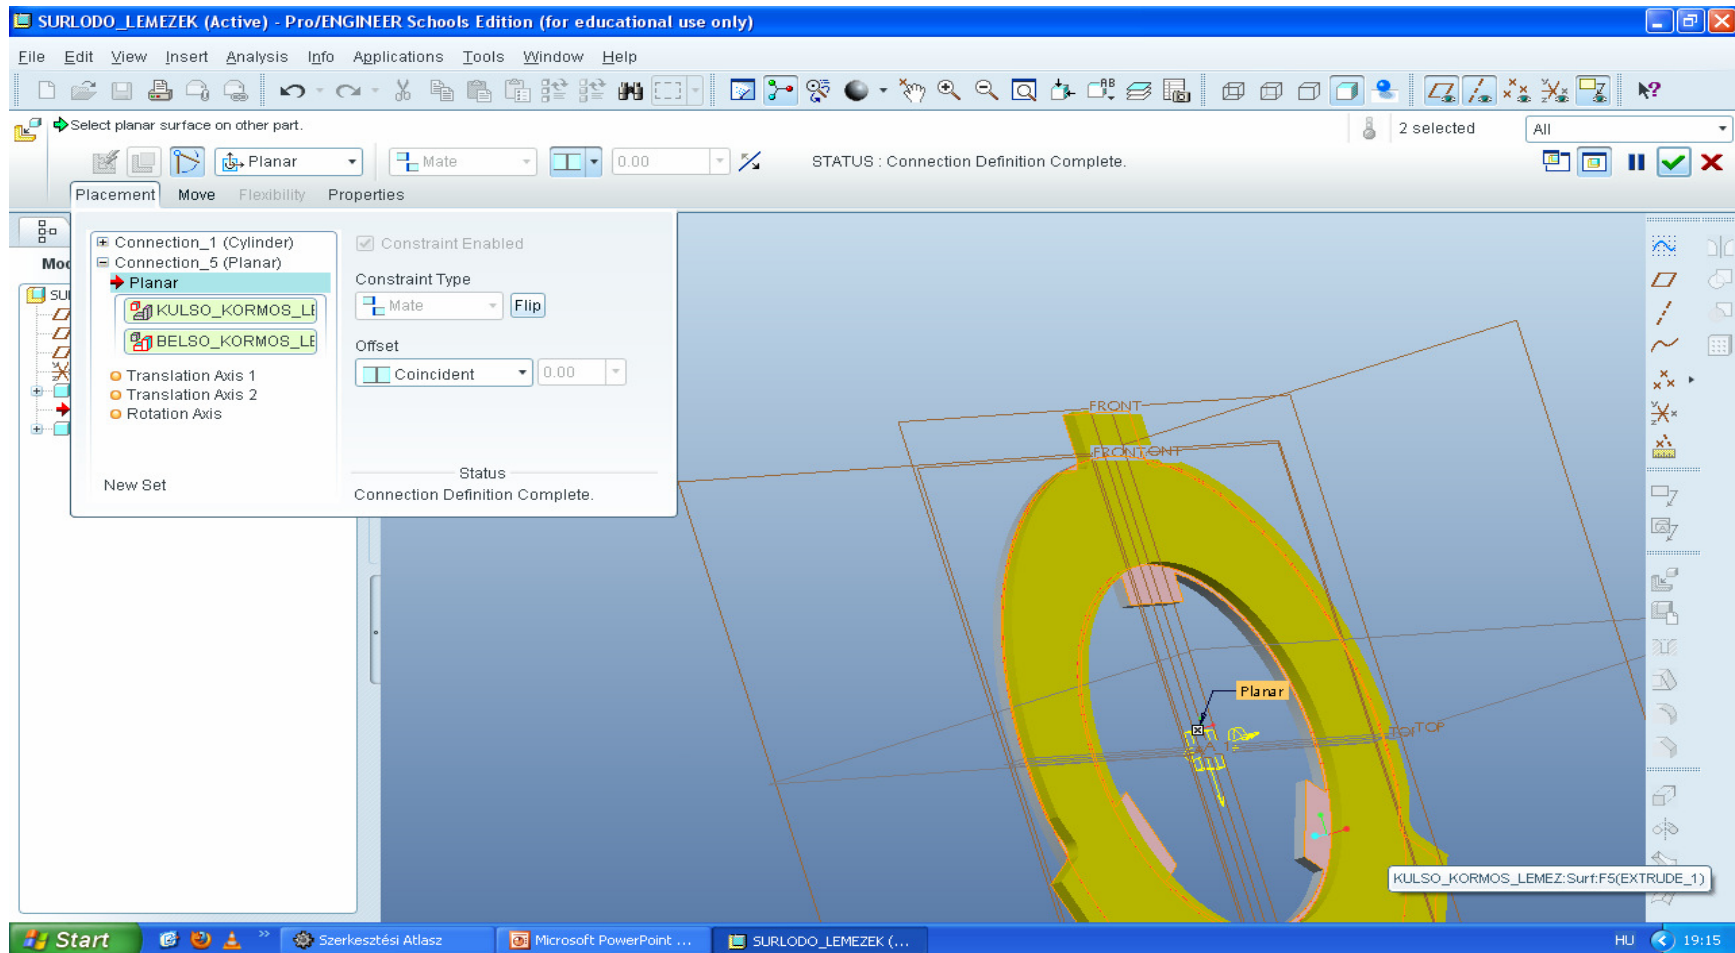 SURLODO_LEMEZEK (Active) - Pro/ENGINEER Schools Edition (for educational use only)
File Edit View Insert Analysis Info Applications Tools Window Help
Select planar surface on other part.
2 selected
All
Planar
Mate
0.00
STATUS : Connection Definition Complete.
Placement Move Flexibility Properties
Connection_1 (Cylinder)
Connection_5 (Planar)
Planar
KULSO_KORMOS_LE
BELSO_KORMOS_LE
Translation Axis 1
Translation Axis 2
Rotation Axis
New Set
Constraint Enabled
Constraint Type
Mate
Flip
Offset
Coincident
0.00
Status
Connection Definition Complete.
FRONT
Planar
A_1
TOP
KULSO_KORMOS_LEMEZ:Surf:F5(EXTRUDE_1)
Start
Szerkesztési Atlasz
Microsoft PowerPoint ...
SURLODO_LEMEZEK (...
HU
19:15